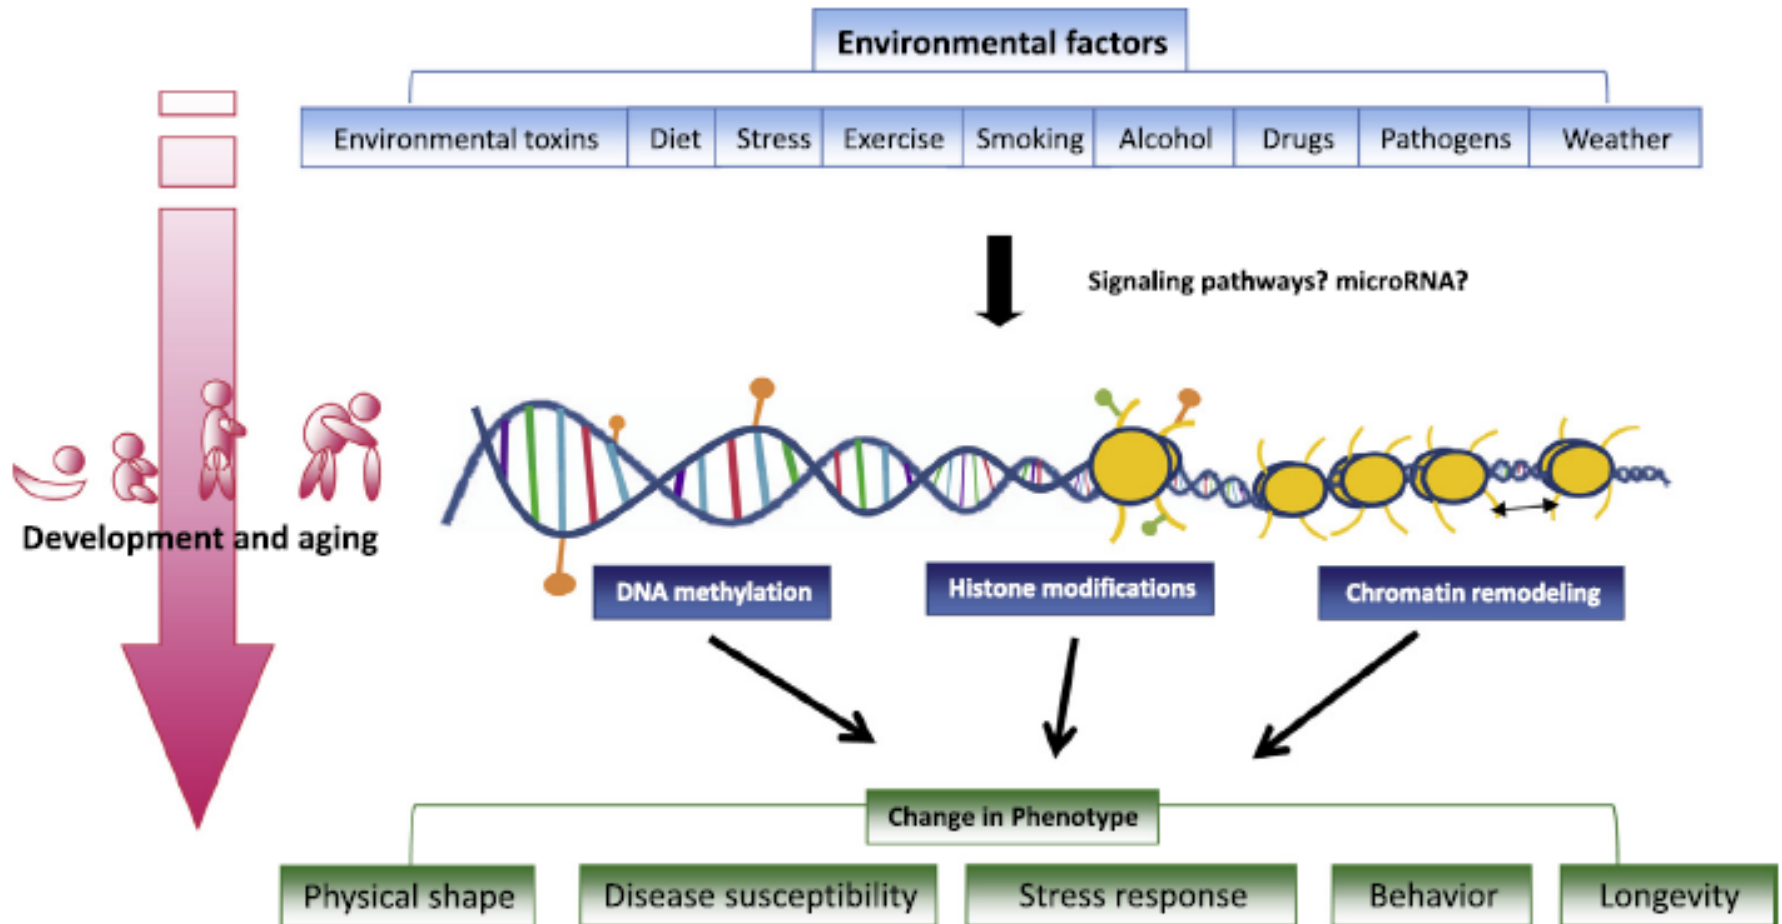 Environmental factors
Environmental toxins Diet Stress Exercise Smoking Alcohol Drugs Pathogens Weather
Signaling pathways? microRNA?
Development and aging
DNA methylation Histone modifications Chromatin remodeling
Change in Phenotype
Physical shape Disease susceptibility Stress response Behavior Longevity